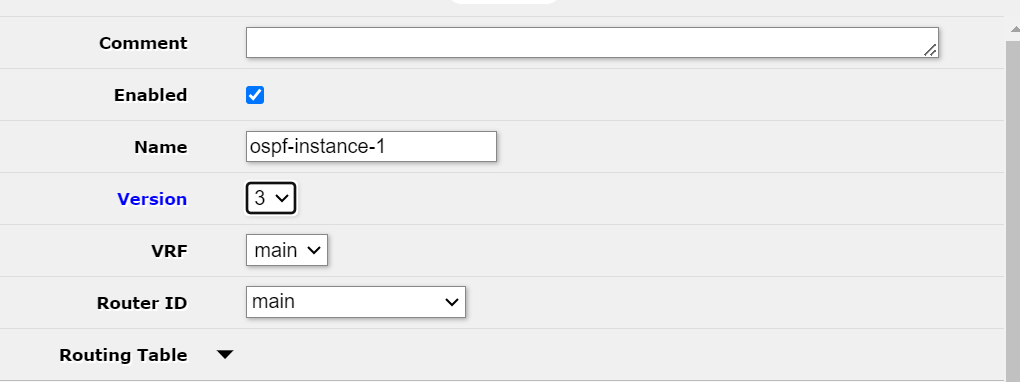 Comment
Enabled
Name ospf-instance-1
Version 3
VRF main
Router ID main
Routing Table